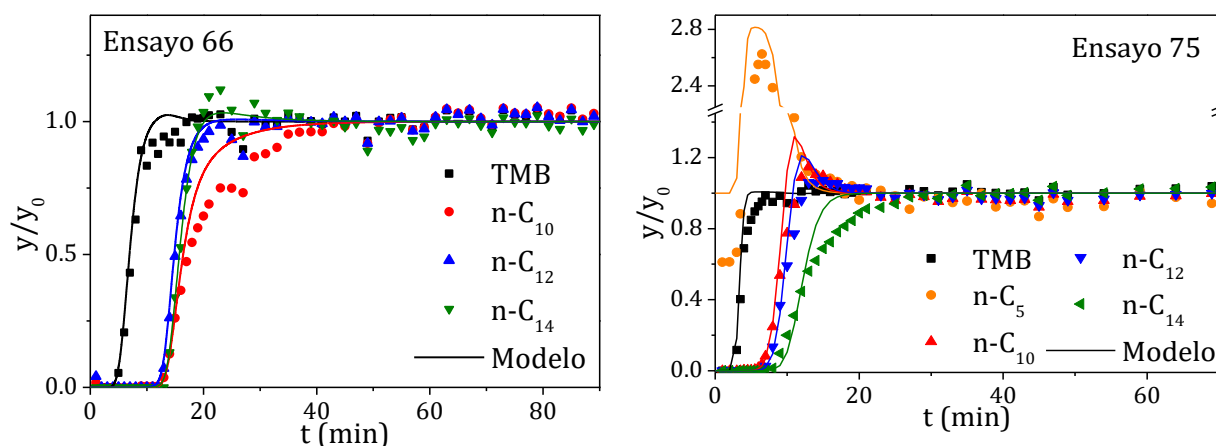 Ensayo 66
y/y0
1.0
0.5
0.0
TMB
n-C10
n-C12
n-C14
Modelo
0 20 40 60 80
t (min)
Ensayo 75
y/y0
2.8
2.4
1.2
0.8
0.4
0.0
TMB
n-C5
n-C10
n-C12
n-C14
Modelo
0 20 40 60
t (min)